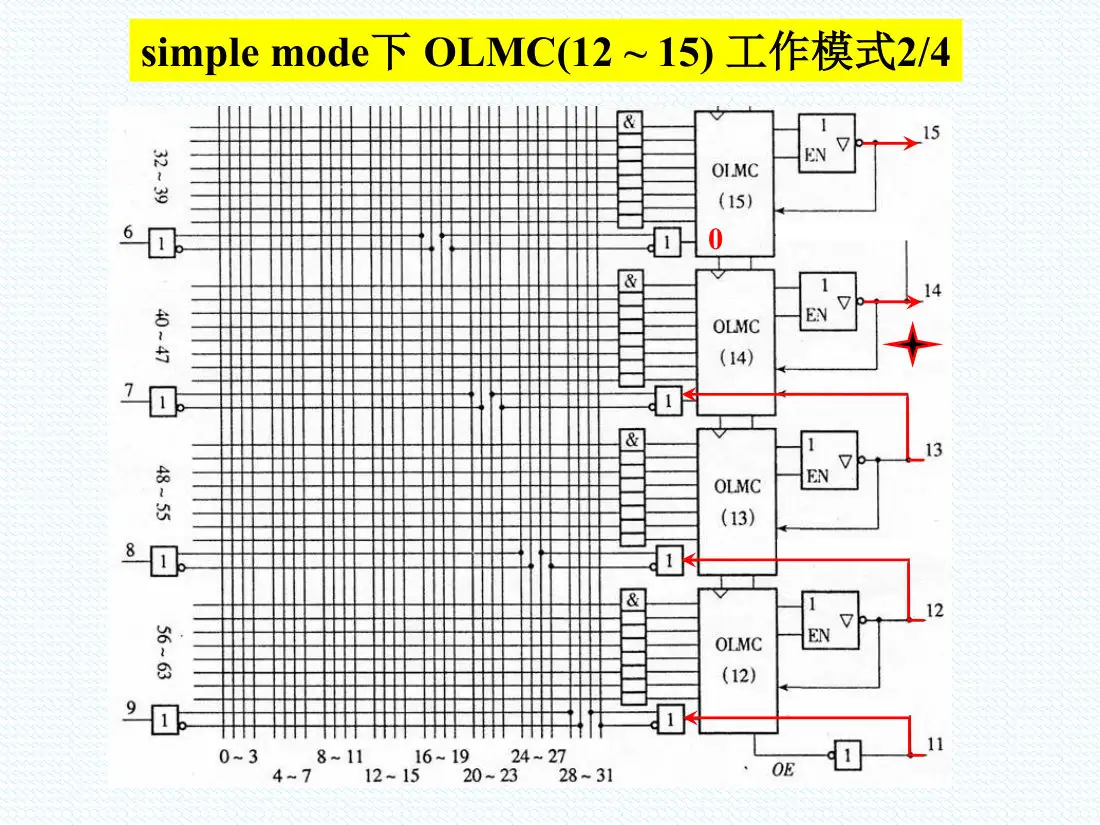 simple mode下 OLMC(12 ~ 15) 工作模式2/4
& 1 EN ▽ 15
32~39
OLMC
(15)
6 1 1 0
& 1 EN ▽ 14
40~47
OLMC
(14)
7 1 1
& 1 EN ▽ 13
48~55
OLMC
(13)
8 1 1
& 1 EN ▽ 12
56~63
OLMC
(12)
9 1 1
0~3 8~11 16~19 24~27 1 11
4~7 12~15 20~23 28~31 OE